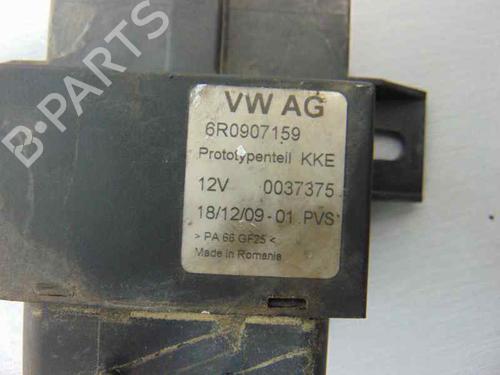 VW AG
6R0907159
Prototypenteil KKE
12V 0037375
18/12/09-01 PVS
> PA 66 GF25 <
Made in Romania
B-PARTS